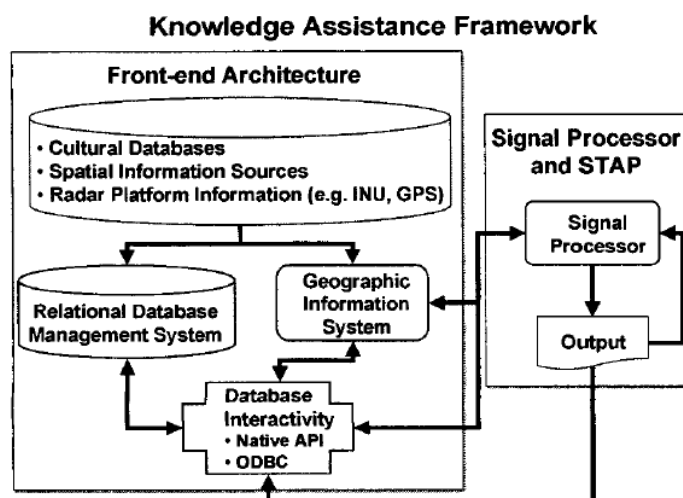 Knowledge Assistance Framework
Front-end Architecture
• Cultural Databases
• Spatial Information Sources
• Radar Platform Information (e.g. INU, GPS)
Relational Database
Management System
Geographic
Information
System
Database
Interactivity
• Native API
• ODBC
Signal Processor
and STAP
Signal
Processor
Output